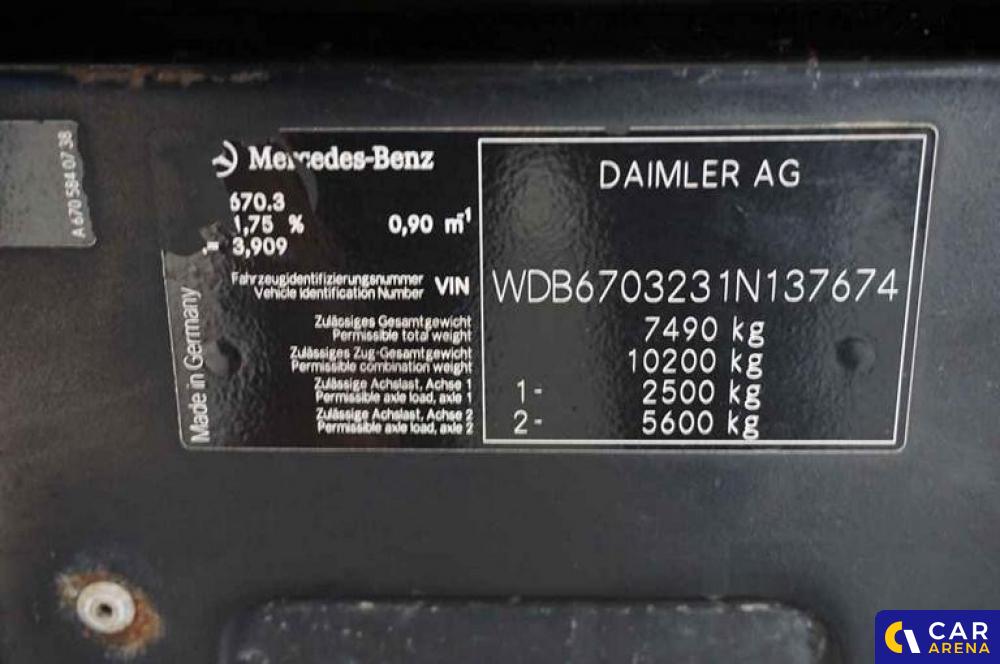 A 670 584 07 38
Mercedes-Benz
670.3
1,75 % 0,90 m⁻¹
i= 3,909
Fahrzeugidentifizierungsnummer
Vehicle Identification Number VIN
Zulässiges Gesamtgewicht
Permissible total weight
Zulässiges Zug-Gesamtgewicht
Permissible combination weight
Zulässige Achslast, Achse 1
Permissible axle load, axle 1
Zulässige Achslast, Achse 2
Permissible axle load, axle 2
Made in Germany
DAIMLER AG
WDB6703231N137674
7490 kg
10200 kg
1- 2500 kg
2- 5600 kg
CAR
ARENA